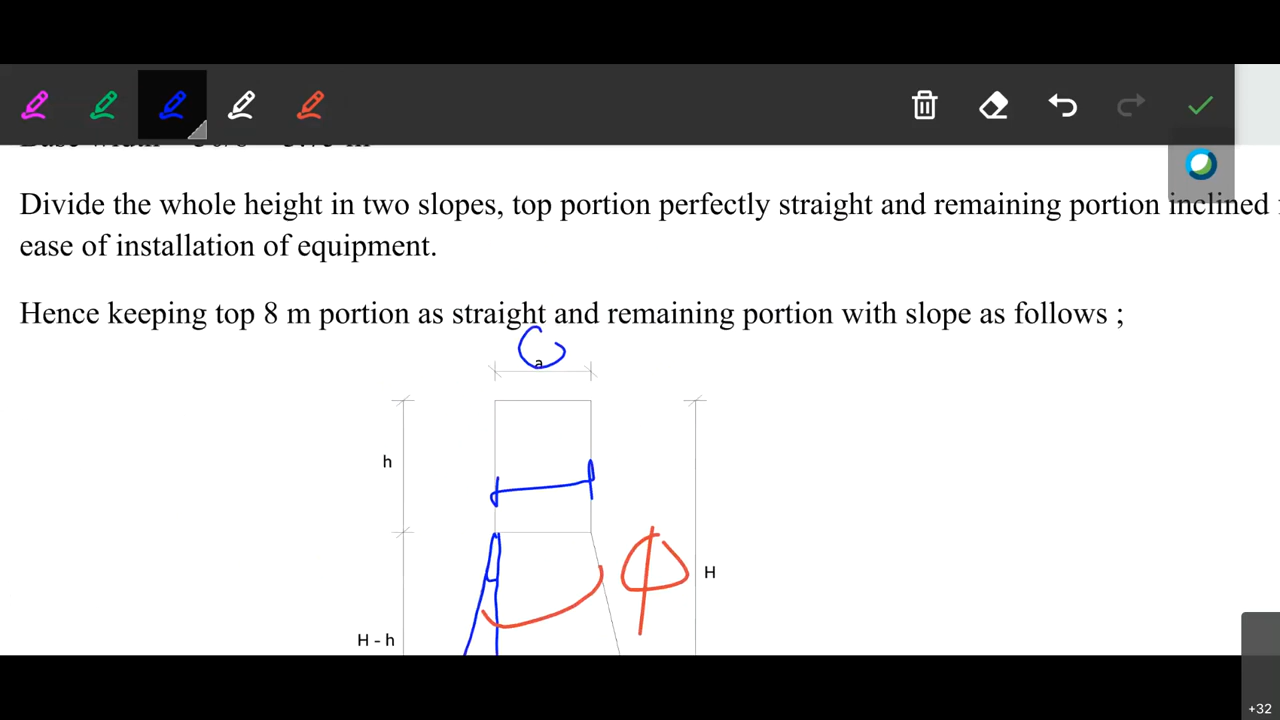 Divide the whole height in two slopes, top portion perfectly straight and remaining portion inclined
ease of installation of equipment.
Hence keeping top 8 m portion as straight and remaining portion with slope as follows ;
a
h
H
H - h
+32